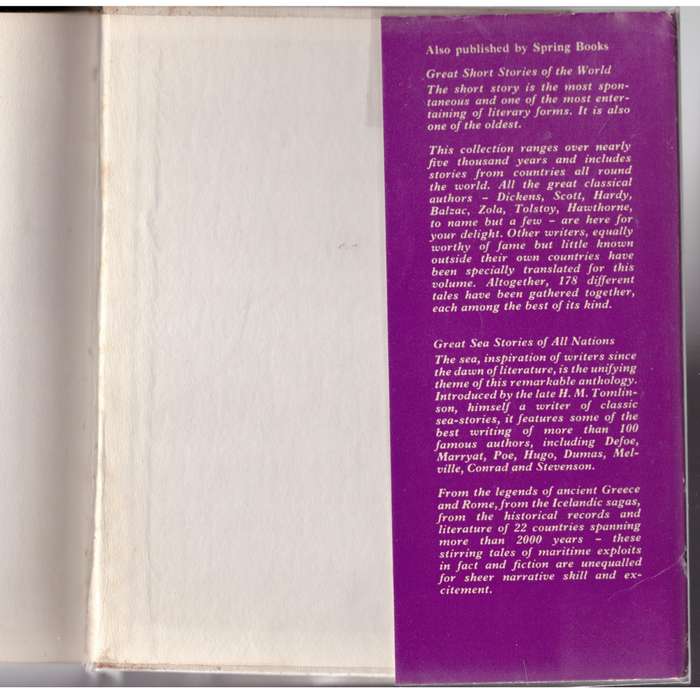 Also published by Spring Books
Great Short Stories of the World
The short story is the most spon-
taneous and one of the most enter-
taining of literary forms. It is also
one of the oldest.
This collection ranges over nearly
five thousand years and includes
stories from countries all round
the world. All the great classical
authors – Dickens, Scott, Hardy,
Balzac, Zola, Tolstoy, Hawthorne,
to name but a few – are here for
your delight. Other writers, equally
worthy of fame but little known
outside their own countries have
been specially translated for this
volume. Altogether, 178 different
tales have been gathered together,
each among the best of its kind.
Great Sea Stories of All Nations
The sea, inspiration of writers since
the dawn of literature, is the unifying
theme of this remarkable anthology.
Introduced by the late H. M. Tomlin-
son, himself a writer of classic
sea-stories, it features some of the
best writing of more than 100
famous authors, including Defoe,
Marryat, Poe, Hugo, Dumas, Mel-
ville, Conrad and Stevenson.
From the legends of ancient Greece
and Rome, from the Icelandic sagas,
from the historical records and
literature of 22 countries spanning
more than 2000 years – these
stirring tales of maritime exploits
in fact and fiction are unequalled
for sheer narrative skill and ex-
citement.